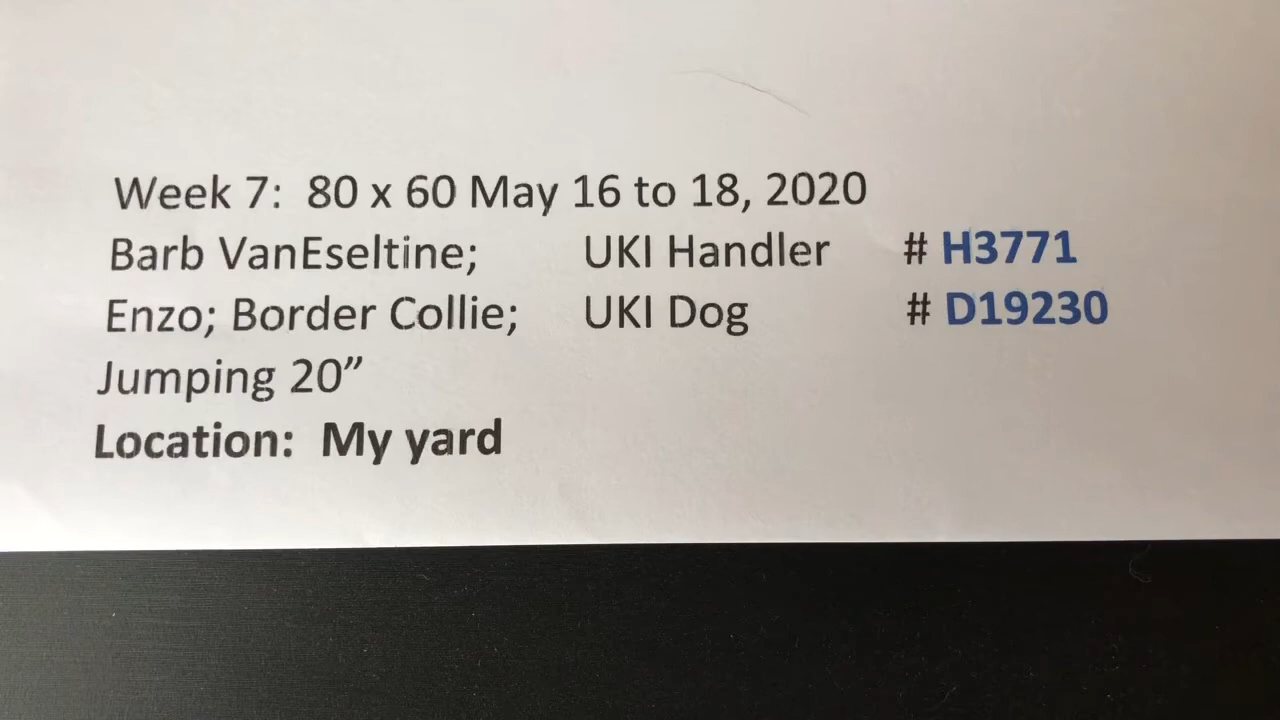 Week 7: 80 x 60 May 16 to 18, 2020
Barb VanEseltine; UKI Handler # H3771
Enzo; Border Collie; UKI Dog # D19230
Jumping 20”
Location: My yard